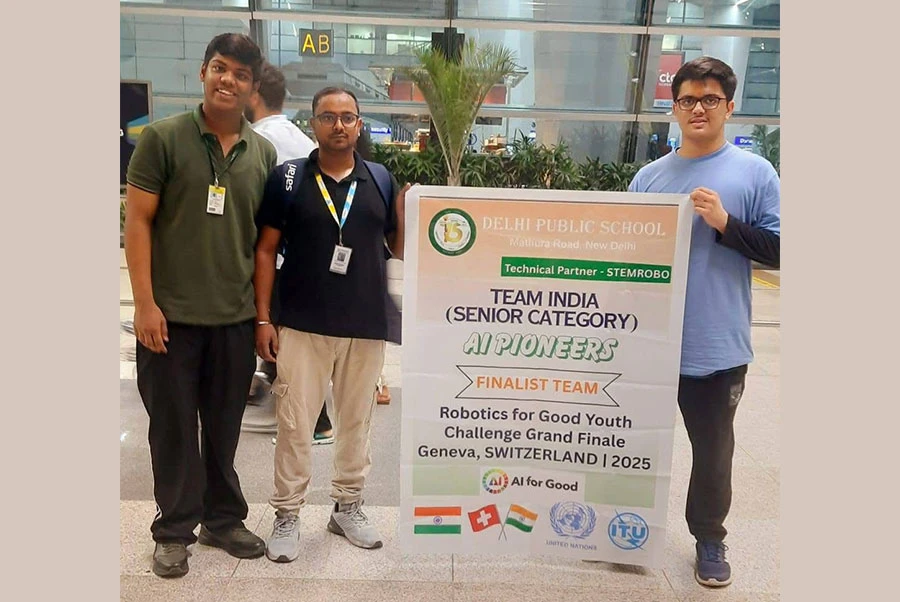 AB
safari
DELHI PUBLIC SCHOOL
Mathura Road, New Delhi
Technical Partner - STEMROBO
TEAM INDIA
(SENIOR CATEGORY)
AI PIONEERS
FINALIST TEAM
Robotics for Good Youth
Challenge Grand Finale
Geneva, SWITZERLAND | 2025
AI AI for Good
UNITED NATIONS
ITU